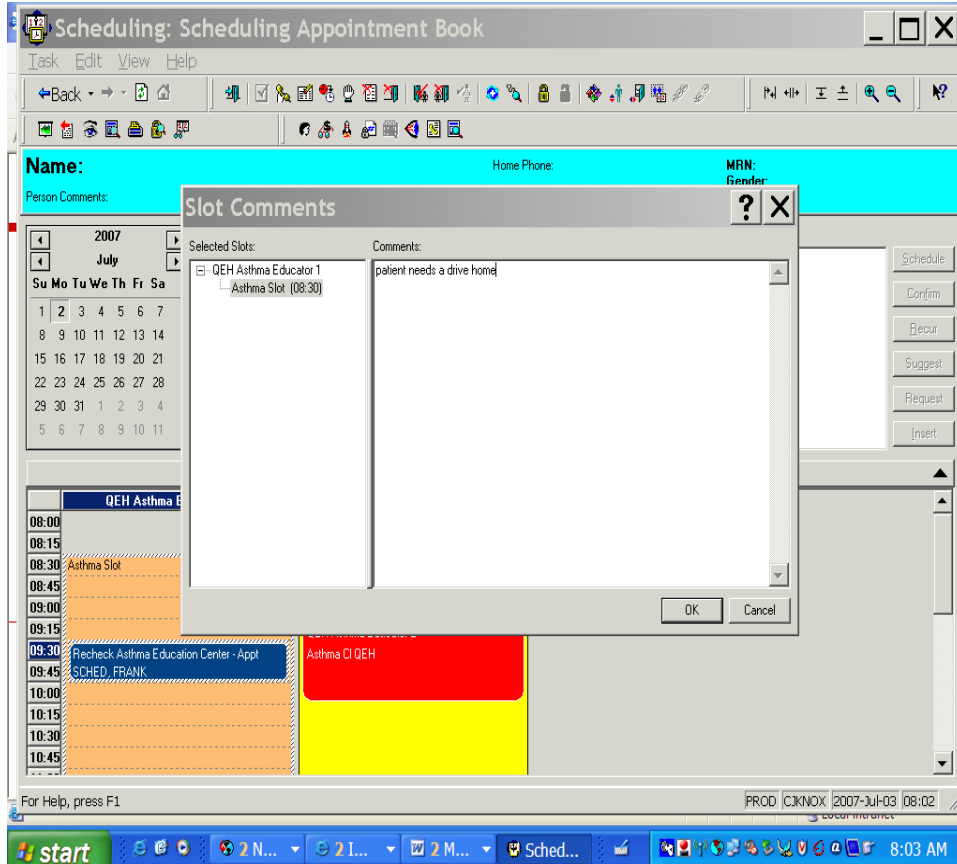 Scheduling: Scheduling Appointment Book
Task Edit View Help
Back
Name:
Home Phone:
MRN:
Gender:
Person Comments:
Slot Comments
2007
July
Su Mo Tu We Th Fr Sa
1 2 3 4 5 6 7
8 9 10 11 12 13 14
15 16 17 18 19 20 21
22 23 24 25 26 27 28
29 30 31 1 2 3 4
5 6 7 8 9 10 11
Selected Slots:
QEH Asthma Educator 1
Asthma Slot (08:30)
Comments:
patient needs a drive home
OK Cancel
Schedule
Confirm
Recur
Suggest
Request
Insert
QEH Asthma E
08:00
08:15
08:30 Asthma Slot
08:45
09:00
09:15
09:30 Recheck Asthma Education Center - Appt
Asthma CI QEH
09:45 SCHED, FRANK
10:00
10:15
10:30
10:45
For Help, press F1
PROD CJKNOX 2007-Jul-03 08:02
start 2 N... 2 I... 2 M... Sched... 8:03 AM